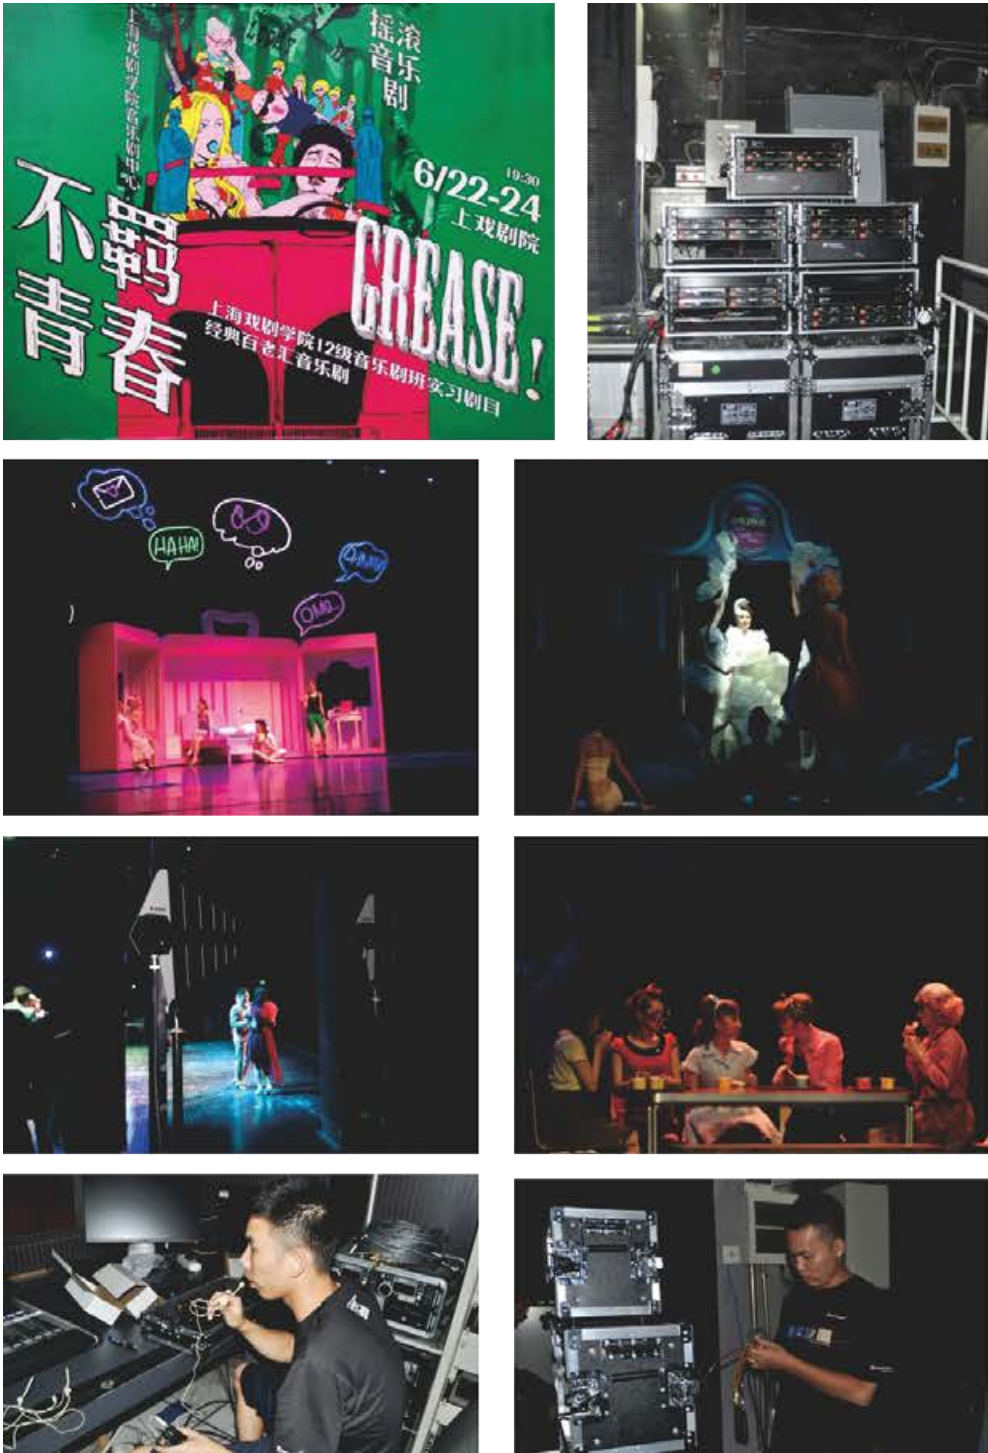 上海戏剧学院音乐剧中心
摇滚
音乐剧
不羁
青春
19:30
6/22-24
上戏剧院
GREASE!
上海戏剧学院12级音乐剧班实习剧目
经典百老汇音乐剧
HAHA!
OMG..